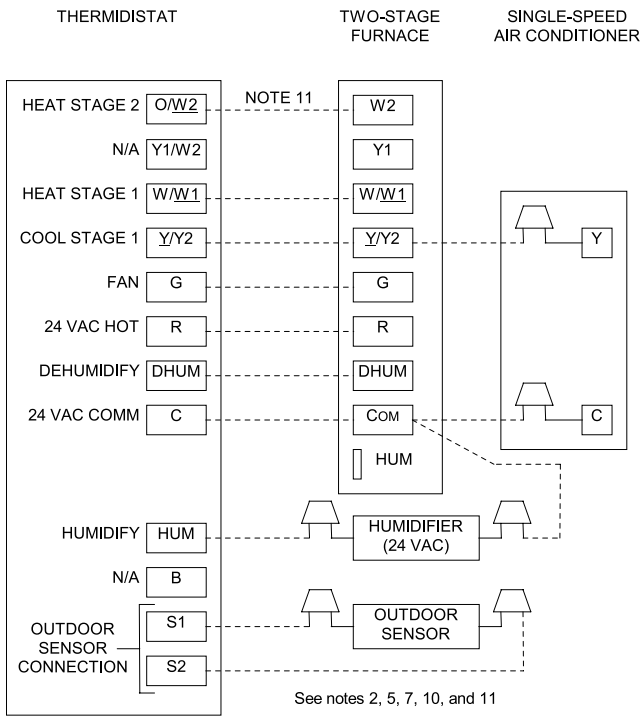 THERMIDISTAT
TWO-STAGE
FURNACE
SINGLE-SPEED
AIR CONDITIONER
HEAT STAGE 2 O/W2 NOTE 11 W2
N/A Y1/W2 Y1
HEAT STAGE 1 W/W1 W/W1
COOL STAGE 1 Y/Y2 Y/Y2 Y
FAN G G
24 VAC HOT R R
DEHUMIDIFY DHUM DHUM
24 VAC COMM C COM C
HUM
HUMIDIFY HUM HUMIDIFIER
(24 VAC)
N/A B
S1 OUTDOOR
SENSOR
OUTDOOR
SENSOR
CONNECTION
S2
See notes 2, 5, 7, 10, and 11